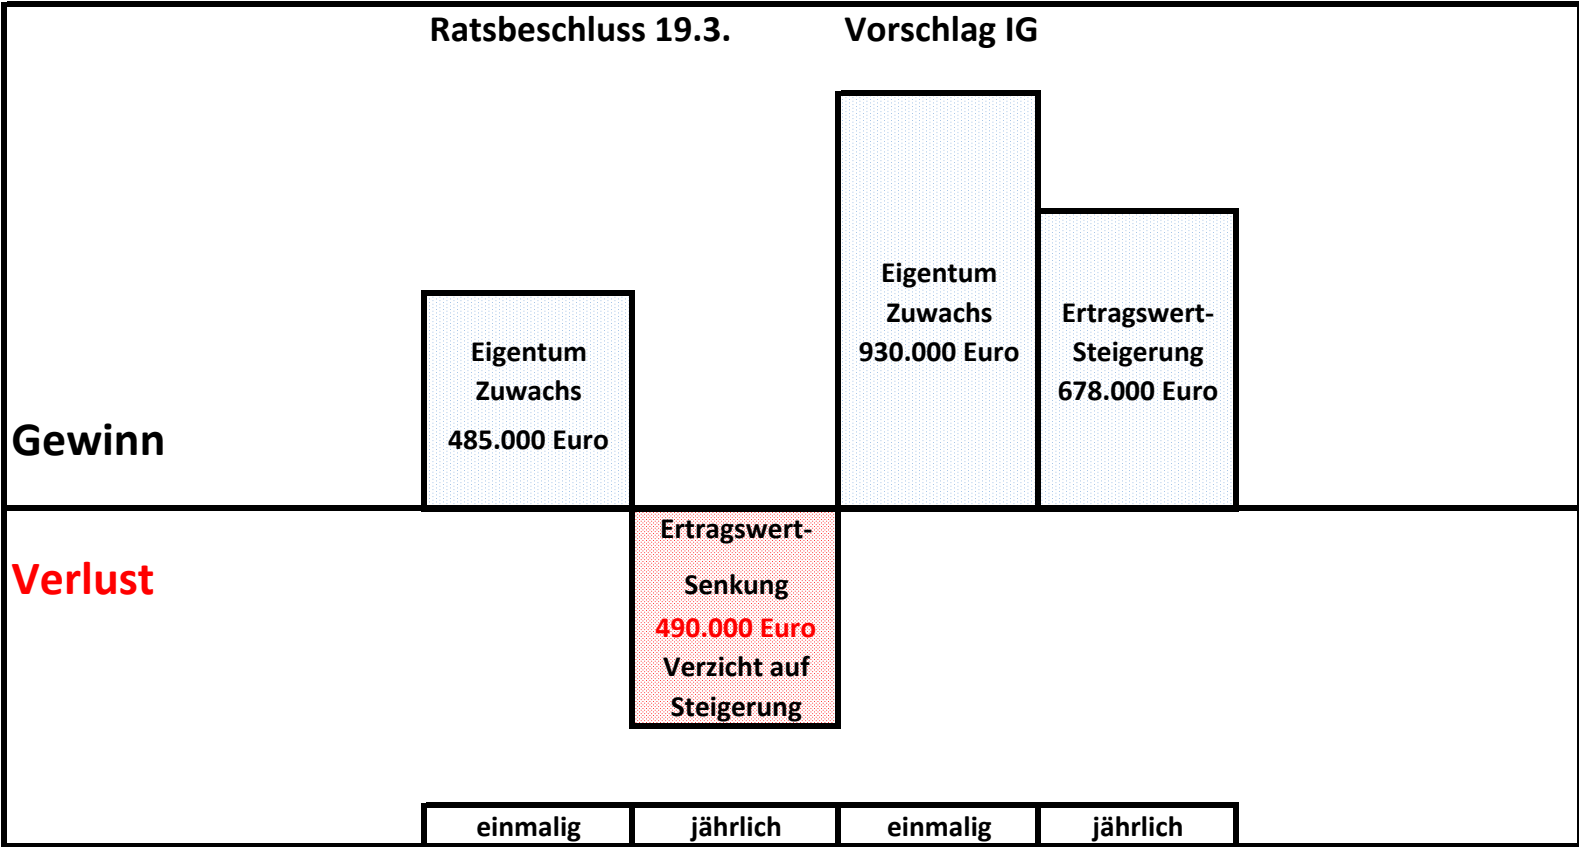 Ratsbeschluss 19.3.
Vorschlag IG
Eigentum
Zuwachs
485.000 Euro
Eigentum
Zuwachs
930.000 Euro
Ertragswert-
Steigerung
678.000 Euro
Gewinn
Verlust
Ertragswert-
Senkung
490.000 Euro
Verzicht auf
Steigerung
einmalig
jährlich
einmalig
jährlich